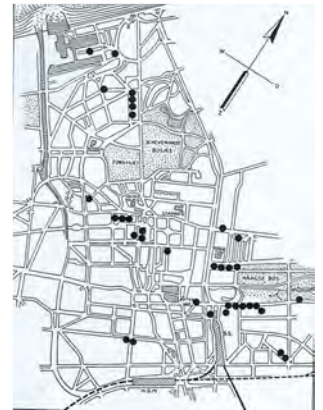 N
W
O
Z
SCHEVENINGSE
BOSJES
ZORGVLIET
HAAGSE BOS
S.S.
H.S.M.